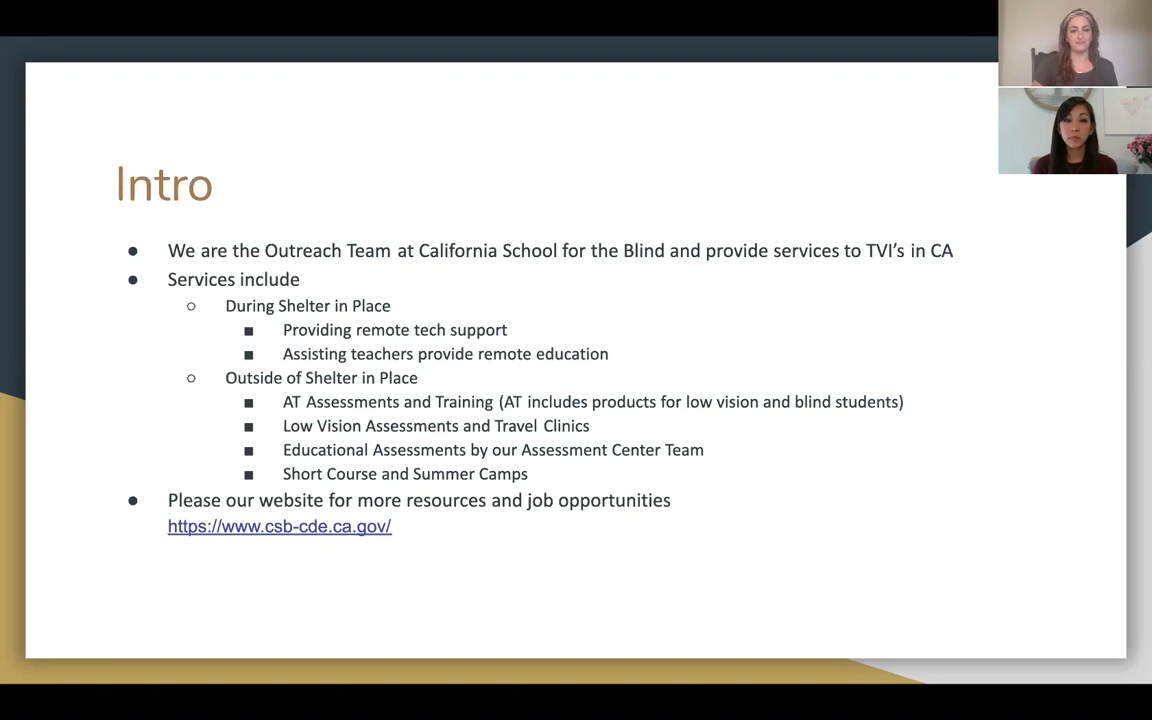 Intro
● We are the Outreach Team at California School for the Blind and provide services to TVI's in CA
● Services include
○ During Shelter in Place
■ Providing remote tech support
■ Assisting teachers provide remote education
○ Outside of Shelter in Place
■ AT Assessments and Training (AT includes products for low vision and blind students)
■ Low Vision Assessments and Travel Clinics
■ Educational Assessments by our Assessment Center Team
■ Short Course and Summer Camps
● Please our website for more resources and job opportunities
https://www.csb-cde.ca.gov/